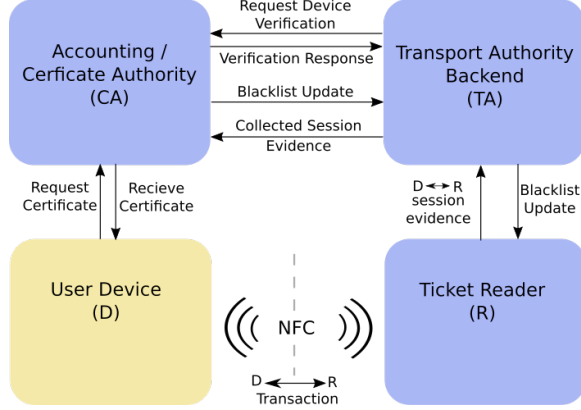 Request Device
Verification
Accounting /
Cerficate Authority
(CA)
Verification Response
Transport Authority
Backend
(TA)
Blacklist Update
Collected Session
Evidence
Request
Certificate
Recieve
Certificate
D R
session
evidence
Blacklist
Update
User Device
(D)
NFC
Ticket Reader
(R)
D R
Transaction